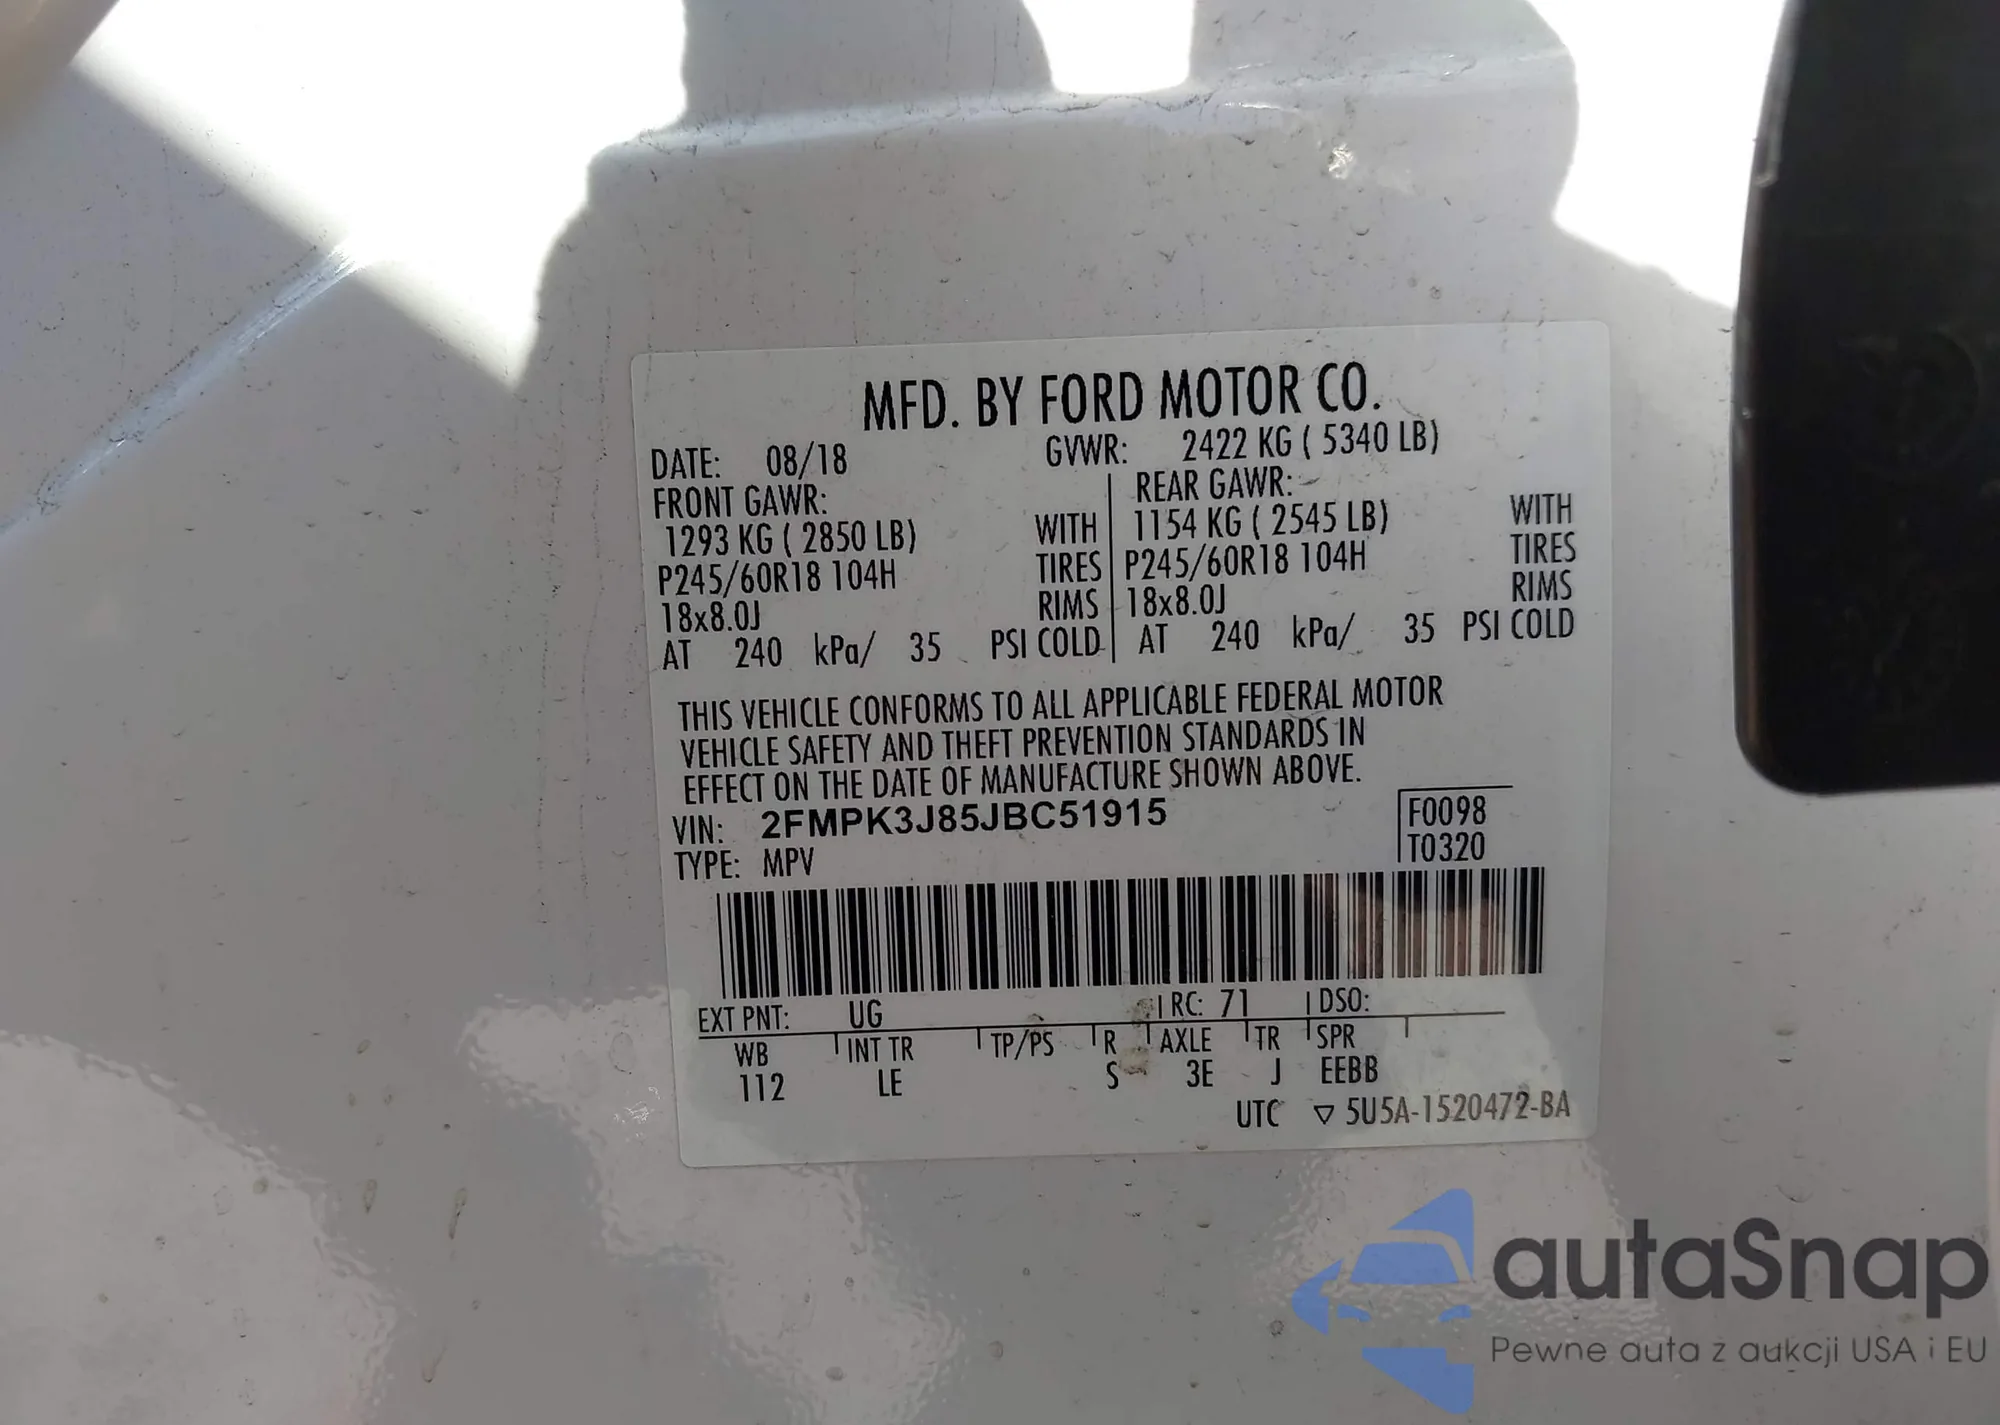 MFD. BY FORD MOTOR CO.
DATE: 08/18 GVWR: 2422 KG ( 5340 LB)
FRONT GAWR: REAR GAWR:
1293 KG ( 2850 LB) WITH 1154 KG ( 2545 LB) WITH
P245/60R18 104H TIRES P245/60R18 104H TIRES
18x8.0J RIMS 18x8.0J RIMS
AT 240 kPa/ 35 PSI COLD AT 240 kPa/ 35 PSI COLD
THIS VEHICLE CONFORMS TO ALL APPLICABLE FEDERAL MOTOR
VEHICLE SAFETY AND THEFT PREVENTION STANDARDS IN
EFFECT ON THE DATE OF MANUFACTURE SHOWN ABOVE.
VIN: 2FMPK3J85JBC51915 F0098
TYPE: MPV T0320
EXT PNT: UG RC: 71 DSO:
WB INT TR TP/PS R AXLE TR SPR
112 LE S 3E J EEBB
UTC ▽ 5U5A-1520472-BA
autaSnap
Pewne auta z aukcji USA i EU